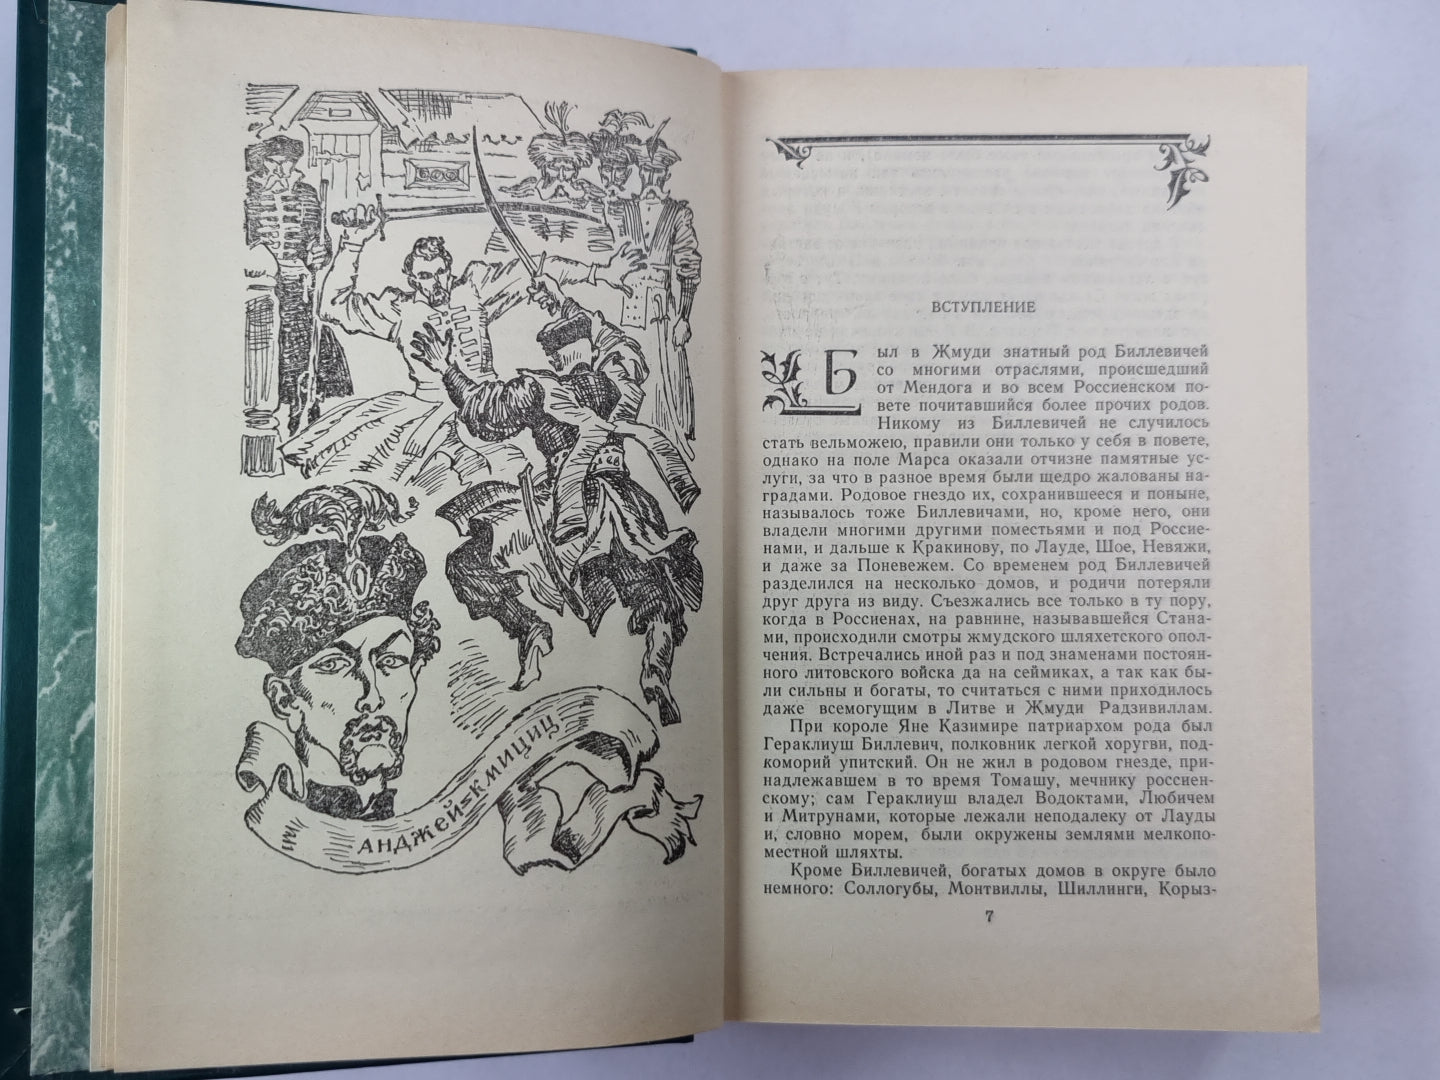 АНДЖЕЙ=КМИЦИЦ
ВСТУПЛЕНИЕ
Был в Жмуди знатный род Биллевичей
со многими отраслями, происшедший
от Мендога и во всем Россиенском по-
вете почитавшийся более прочих родов.
Никому из Биллевичей не случилось
стать вельможею, правили они только у себя в повете,
однако на поле Марса оказали отчизне памятные ус-
луги, за что в разное время были щедро жалованы на-
градами. Родовое гнездо их, сохранившееся и поныне,
называлось тоже Биллевичами, но, кроме него, они
владели многими другими поместьями и под Россие-
нами, и дальше к Кракинову, по Лауде, Шое, Невяжи,
и даже за Поневежем. Со временем род Биллевичей
разделился на несколько домов, и родичи потеряли
друг друга из виду. Съезжались все только в ту пору,
когда в Россиенах, на равнине, называвшейся Стана-
ми, происходили смотры жмудского шляхетского опол-
чения. Встречались иной раз и под знаменами постоян-
ного литовского войска да на сеймиках, а так как бы-
ли сильны и богаты, то считаться с ними приходилось
даже всемогущим в Литве и Жмуди Радзивиллам.
При короле Яне Казимире патриархом рода был
Гераклиуш Биллевич, полковник легкой хоругви, под-
коморий упитский. Он не жил в родовом гнезде, при-
надлежавшем в то время Томашу, мечнику россиен-
скому; сам Гераклиуш владел Водоктами, Любичем
и Митрунами, которые лежали неподалеку от Лауды
и, словно морем, были окружены землями мелкопо-
местной шляхты.
Кроме Биллевичей, богатых домов в округе было
немного: Соллогубы, Монтвиллы, Шиллинги, Корыз-
7